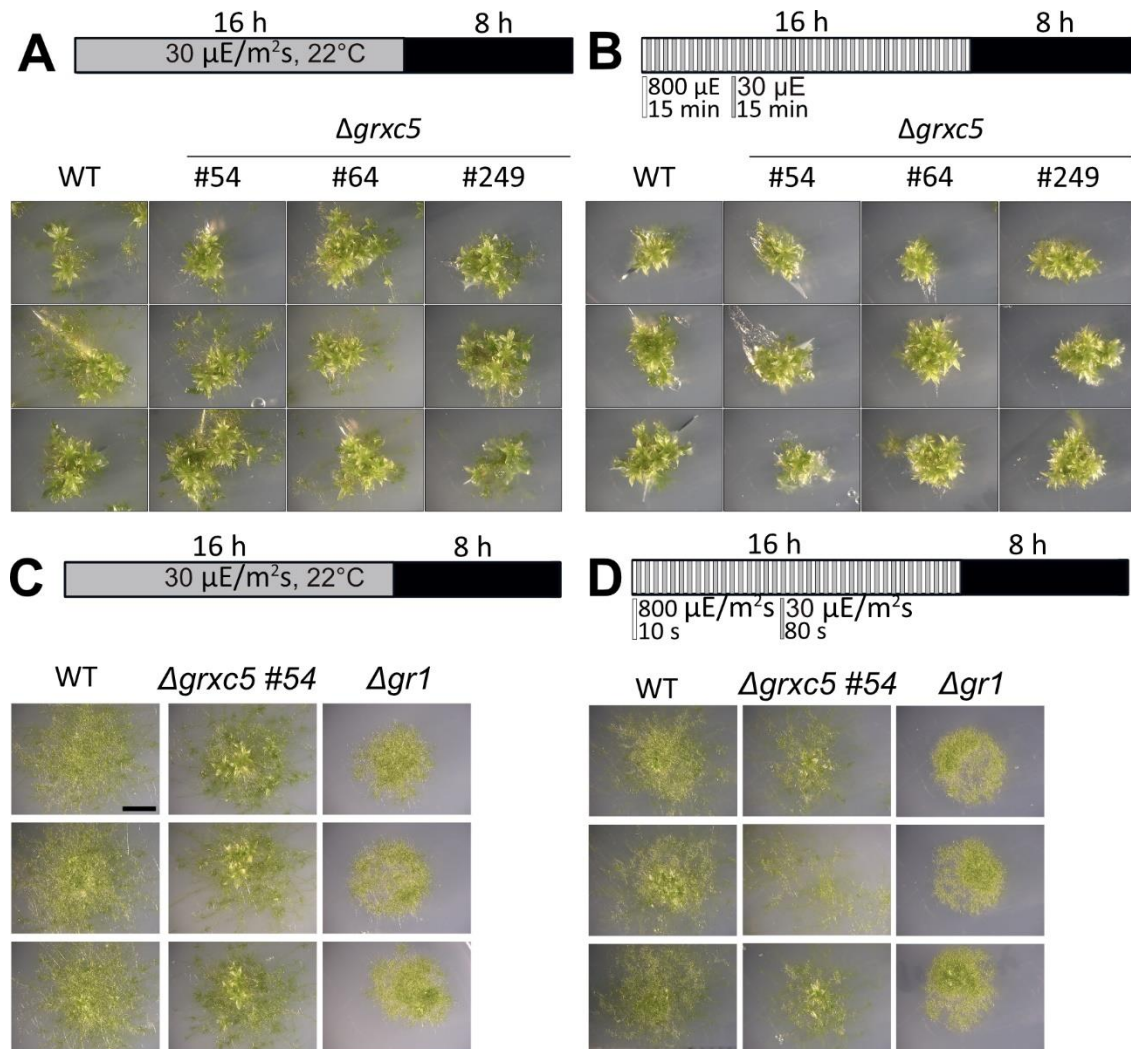 A
16 h
8 h
30 µE/m²s, 22°C
Δgrxc5
WT
#54
#64
#249
B
16 h
8 h
800 µE
15 min
30 µE
15 min
Δgrxc5
WT
#54
#64
#249
C
16 h
8 h
30 µE/m²s, 22°C
WT
Δgrxc5 #54
Δgr1
D
16 h
8 h
800 µE/m²s
10 s
30 µE/m²s
80 s
WT
Δgrxc5 #54
Δgr1